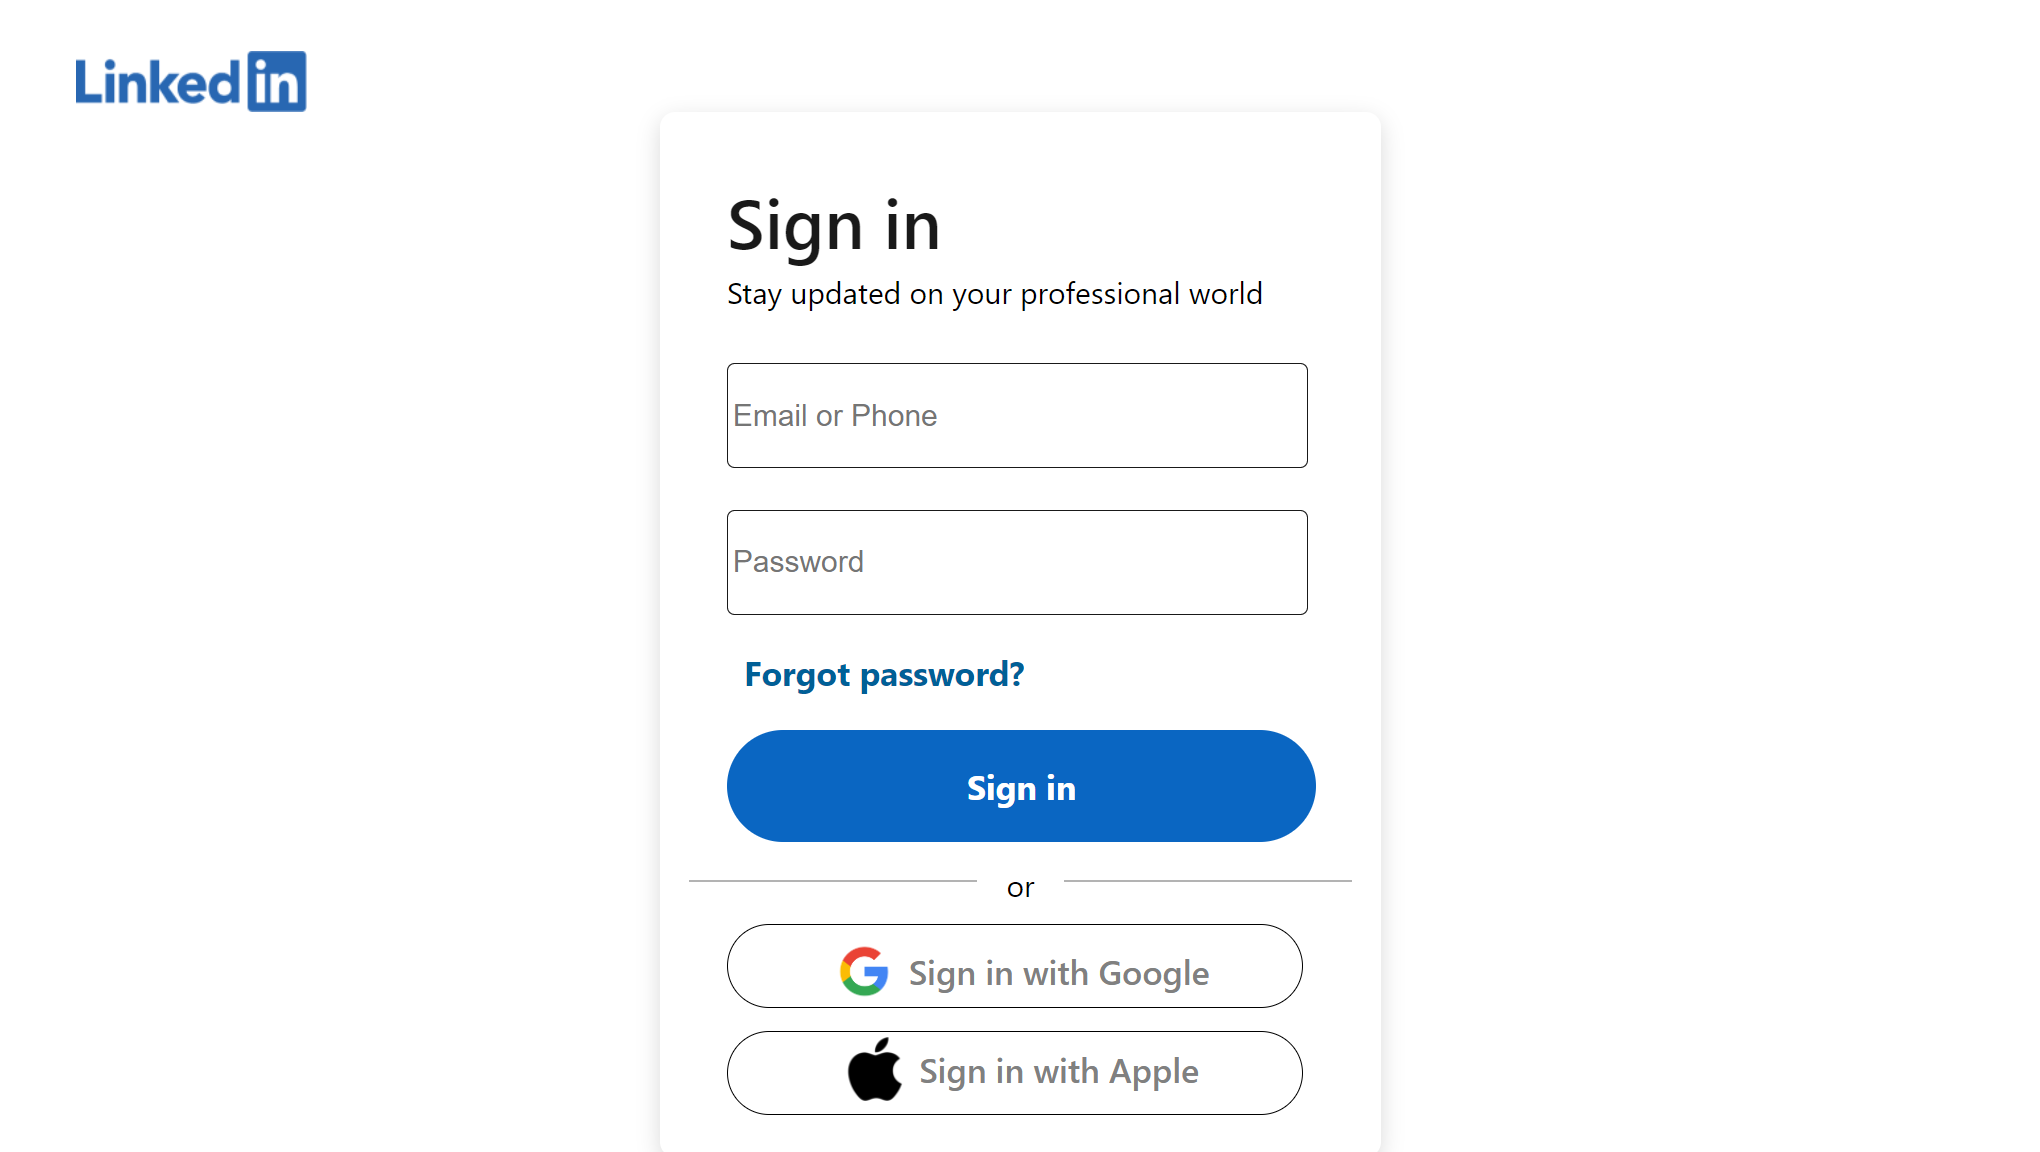 Linkedin
Sign in
Stay updated on your professional world
Email or Phone
Password
Forgot password?
Sign in
or
Sign in with Google
Sign in with Apple